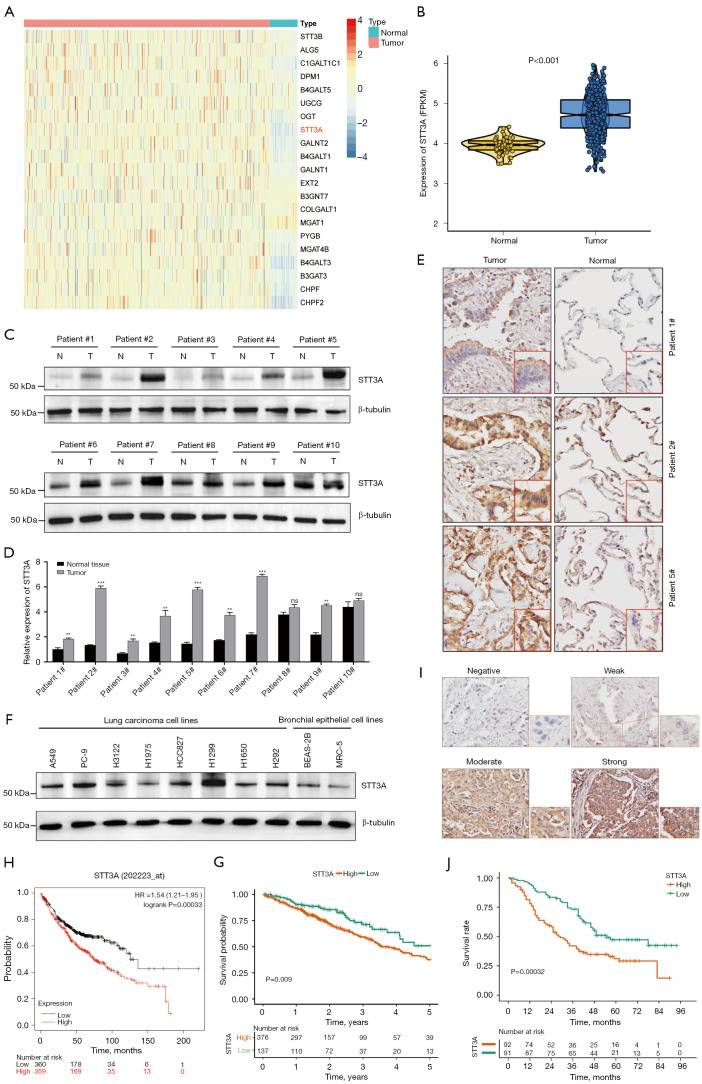 A
Type
STT3B
ALG5
C1GALT1C1
DPM1
B4GALT5
UGCG
OGT
STT3A
GALNT2
B4GALT1
GALNT1
EXT2
B3GNT7
COLGALT1
MGAT1
PYGB
MGAT4B
B4GALT3
B3GAT3
CHPF
CHPF2
4
2
0
−2
−4
Type
Normal
Tumor
B
P<0.001
Expression of STT3A (FPKM)
6
5
4
3
2
Normal
Tumor
C
Patient #1 Patient #2 Patient #3 Patient #4 Patient #5
N T N T N T N T N T
STT3A
50 kDa
β-tubulin
Patient #6 Patient #7 Patient #8 Patient #9 Patient #10
N T N T N T N T N T
STT3A
50 kDa
β-tubulin
D
Relative expresion of STT3A
8
6
4
2
0
Normal tissue
Tumor
** *** ** ** *** ** *** ns ** ns
Patient 1# Patient 2# Patient 3# Patient 4# Patient 5# Patient 6# Patient 7# Patient 8# Patient 9# Patient 10#
E
Tumor Normal
Patient 1#
Patient 2#
Patient 5#
F
Lung carcinoma cell lines Bronchial epithelial cell lines
A549 PC-9 H3122 H1975 HCC827 H1299 H1650 H292 BEAS-2B MRC-5
STT3A
50 kDa
β-tubulin
I
Negative Weak
Moderate Strong
H
STT3A (202223_at)
HR =1.54 (1.21−1.95 )
logrank P=0.00033
Probability
1.0
0.8
0.6
0.4
0.2
0.0
Expression
Low
High
0 50 100 150 200
Time, months
Number at risk
Low 360 178 34 6 1
High 359 169 35 13 0
G
STT3A High Low
Survival probability
1.00
0.75
0.50
0.25
0.00
P=0.009
0 1 2 3 4 5
Time, years
Number at risk
STT3A
High 376 297 157 99 57 39
Low 137 110 72 37 20 13
0 1 2 3 4 5
Time, years
J
STT3A
High
Low
Survival rate
1.00
0.75
0.50
0.25
0.00
P=0.00032
0 12 24 36 48 60 72 84 96
Time, months
Number at risk
STT3A
92 74 52 36 25 16 4 1 0
91 87 75 65 44 21 13 5 0
0 12 24 36 48 60 72 84 96
Time, months